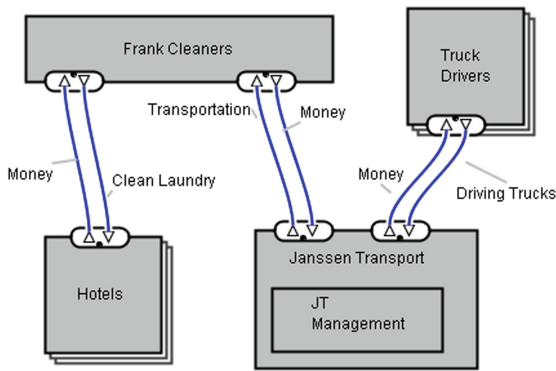 Frank Cleaners
Truck
Drivers
Transportation
Money
Money
Clean Laundry
Money
Driving Trucks
Janssen Transport
Hotels
JT
Management